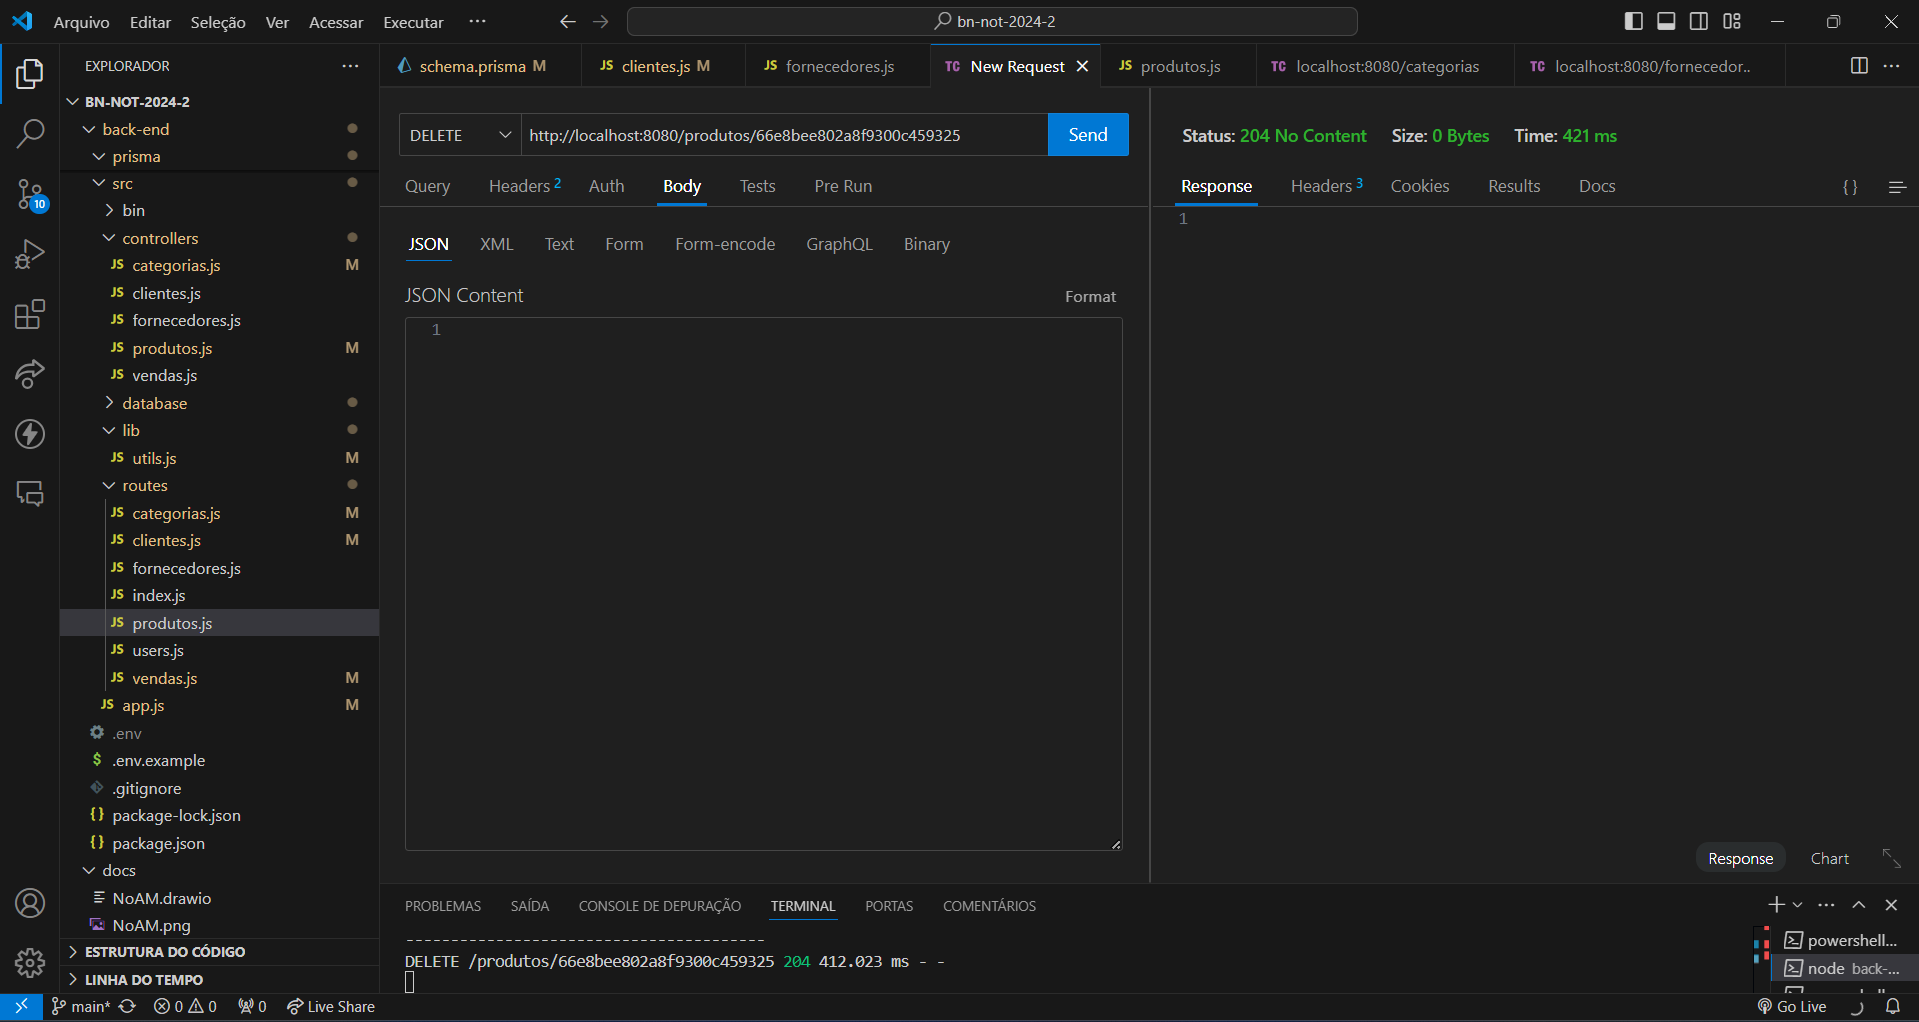 Arquivo Editar Seleção Ver Acessar Executar ··· bn-not-2024-2
EXPLORADOR ···
schema.prisma M JS clientes.js M JS fornecedores.js TC New Request JS produtos.js TC localhost:8080/categorias TC localhost:8080/fornecedor.. ···
BN-NOT-2024-2
back-end
prisma
src
bin
controllers
JS categorias.js M
JS clientes.js
JS fornecedores.js
JS produtos.js M
JS vendas.js
database
lib
JS utils.js M
routes
JS categorias.js M
JS clientes.js M
JS fornecedores.js
JS index.js
JS produtos.js
JS users.js
JS vendas.js M
JS app.js M
.env
$ .env.example
.gitignore
{} package-lock.json
{} package.json
docs
NoAM.drawio
NoAM.png
ESTRUTURA DO CÓDIGO
LINHA DO TEMPO
10
DELETE http://localhost:8080/produtos/66e8bee802a8f9300c459325 Send
Query Headers 2 Auth Body Tests Pre Run
JSON XML Text Form Form-encode GraphQL Binary
JSON Content Format
1
Status: 204 No Content Size: 0 Bytes Time: 421 ms
Response Headers 3 Cookies Results Docs {}
1
Response Chart
PROBLEMAS SAÍDA CONSOLE DE DEPURAÇÃO TERMINAL PORTAS COMENTÁRIOS ···
----------------------------------------
DELETE /produtos/66e8bee802a8f9300c459325 204 412.023 ms - -
powershell...
node back-...
main* 0 0 0 Live Share Go Live